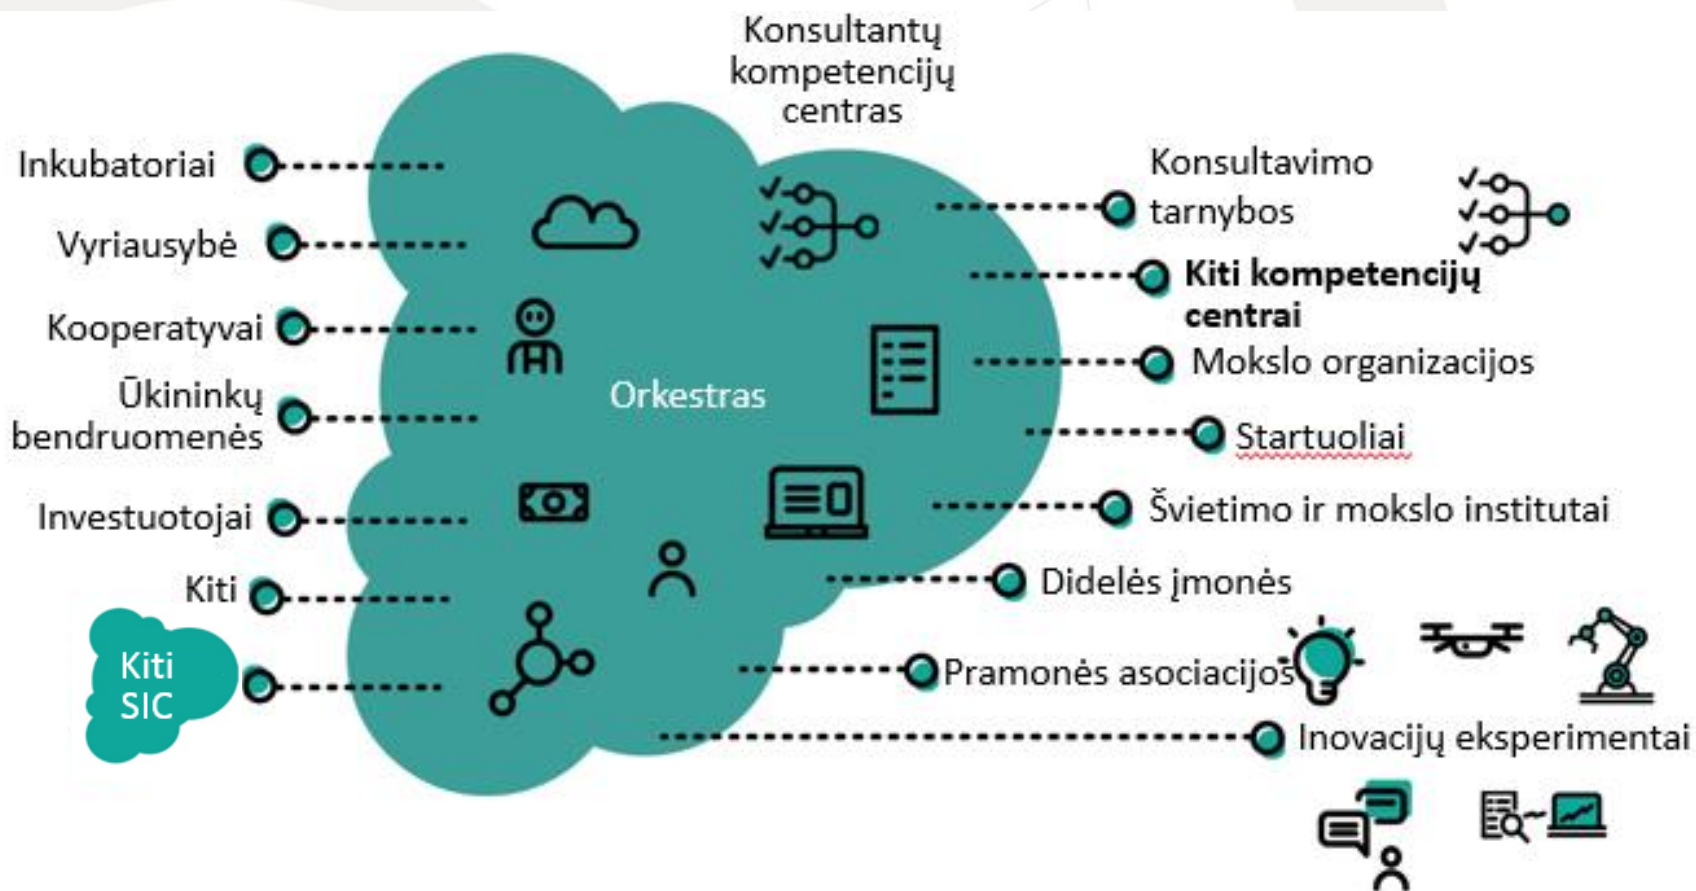 Konsultantų
kompetencijų
centras
Inkubatoriai
Vyriausybė
Kooperatyvai
Ūkininkų
bendruomenės
Investuotojai
Kiti
Kiti
SIC
Orkestras
Konsultavimo
tarnybos
Kiti kompetencijų
centrai
Mokslo organizacijos
Startuoliai
Švietimo ir mokslo institutai
Didelės įmonės
Pramonės asociacijos
Inovacijų eksperimentai